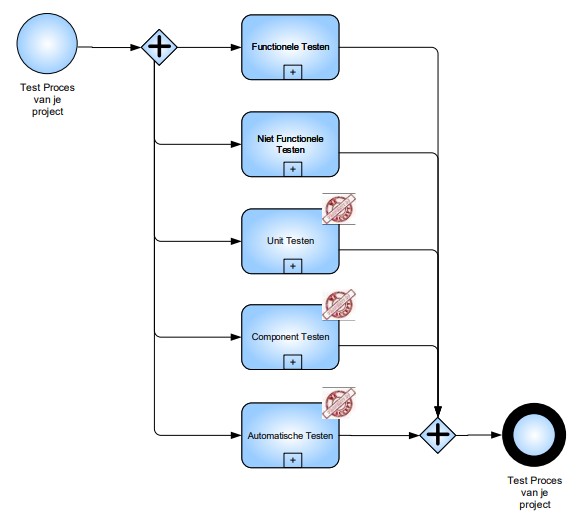 Test Proces
van je
project
Functionele Testen
Niet Functionele
Testen
Unit Testen
Component Testen
Automatische Testen
Test Proces
van je
project